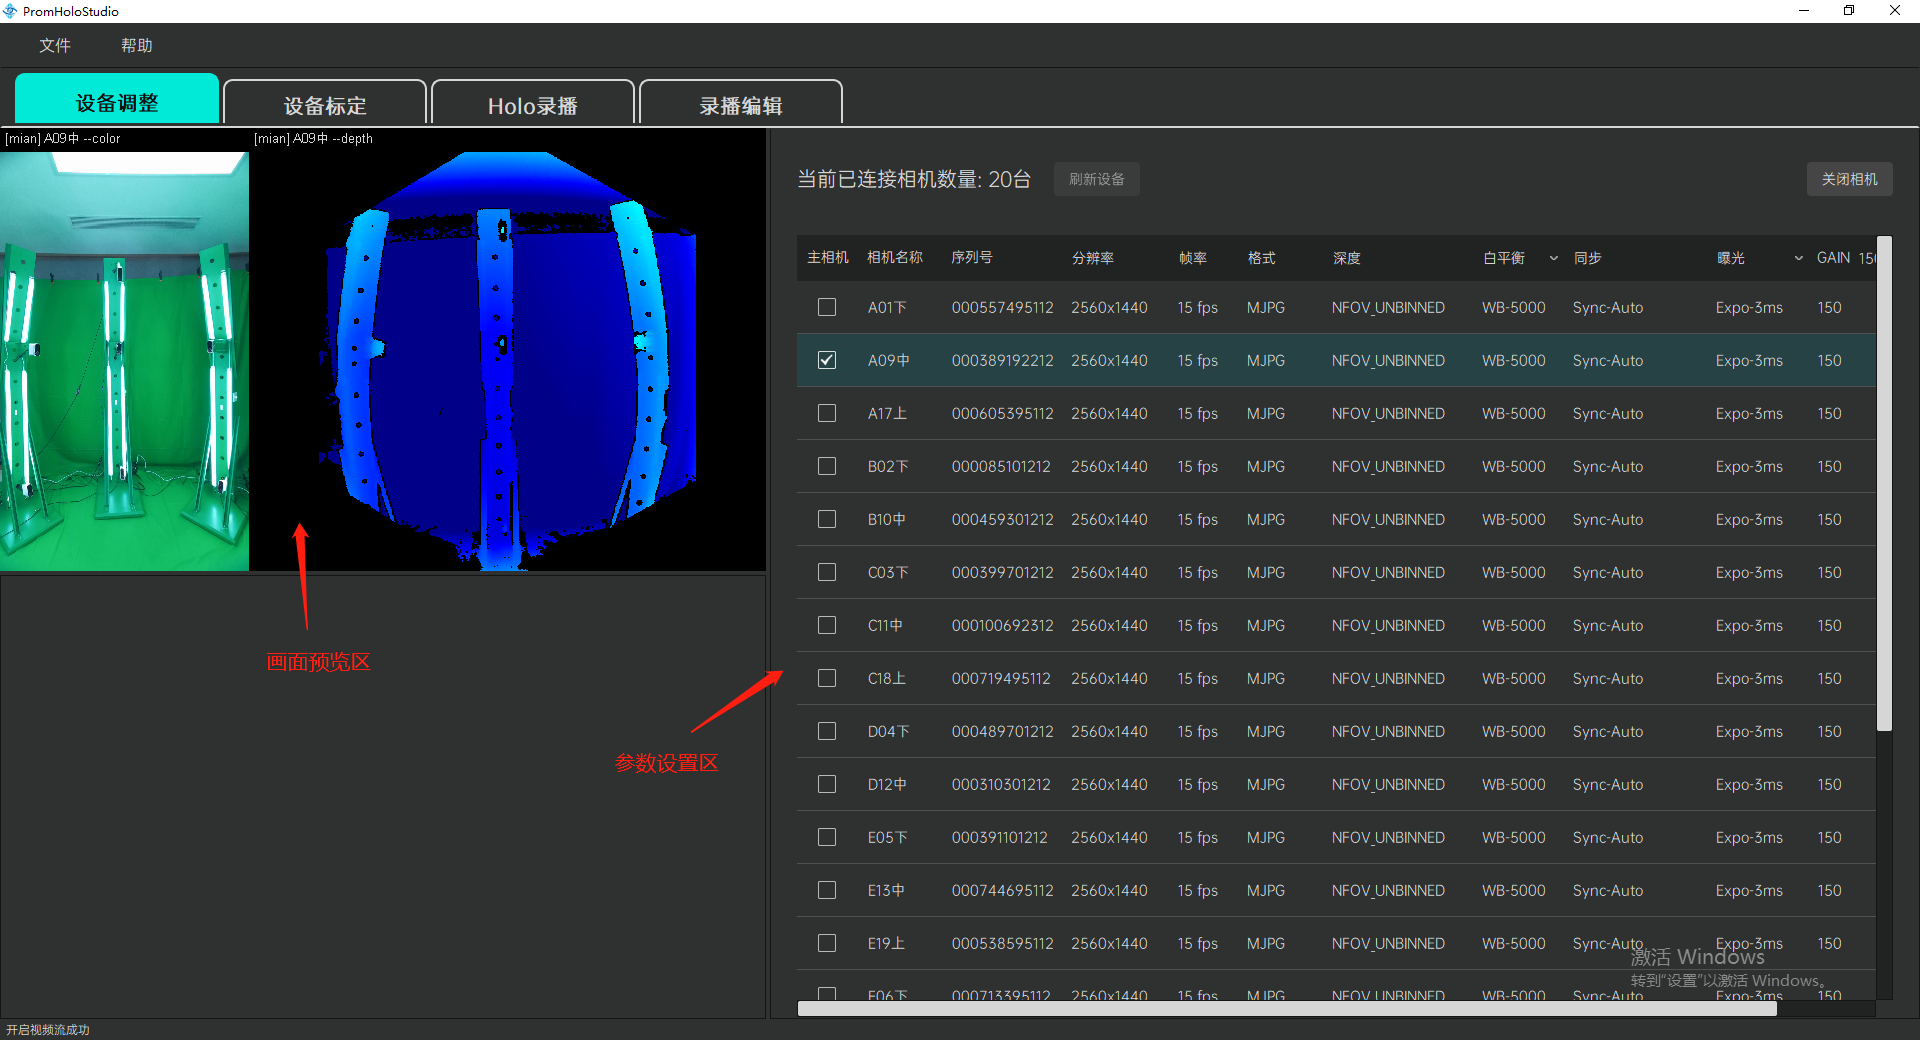 PromHoloStudio
文件 帮助
设备调整 设备标定 Holo录播 录播编辑
[mian] A09中 --color [mian] A09中 --depth
当前已连接相机数量: 20台 刷新设备 关闭相机
主相机 相机名称 序列号 分辨率 帧率 格式 深度 白平衡 同步 曝光 GAIN
A01下 000557495112 2560x1440 15 fps MJPG NFOV_UNBINNED WB-5000 Sync-Auto Expo-3ms 150
A09中 000389192212 2560x1440 15 fps MJPG NFOV_UNBINNED WB-5000 Sync-Auto Expo-3ms 150
A17上 000605395112 2560x1440 15 fps MJPG NFOV_UNBINNED WB-5000 Sync-Auto Expo-3ms 150
B02下 000085101212 2560x1440 15 fps MJPG NFOV_UNBINNED WB-5000 Sync-Auto Expo-3ms 150
B10中 000459301212 2560x1440 15 fps MJPG NFOV_UNBINNED WB-5000 Sync-Auto Expo-3ms 150
C03下 000399701212 2560x1440 15 fps MJPG NFOV_UNBINNED WB-5000 Sync-Auto Expo-3ms 150
C11中 000100692312 2560x1440 15 fps MJPG NFOV_UNBINNED WB-5000 Sync-Auto Expo-3ms 150
画面预览区
C18上 000719495112 2560x1440 15 fps MJPG NFOV_UNBINNED WB-5000 Sync-Auto Expo-3ms 150
D04下 000489701212 2560x1440 15 fps MJPG NFOV_UNBINNED WB-5000 Sync-Auto Expo-3ms 150
参数设置区
D12中 000310301212 2560x1440 15 fps MJPG NFOV_UNBINNED WB-5000 Sync-Auto Expo-3ms 150
E05下 000391101212 2560x1440 15 fps MJPG NFOV_UNBINNED WB-5000 Sync-Auto Expo-3ms 150
E13中 000744695112 2560x1440 15 fps MJPG NFOV_UNBINNED WB-5000 Sync-Auto Expo-3ms 150
E19上 000538595112 2560x1440 15 fps MJPG NFOV_UNBINNED WB-5000 Sync-Auto Expo-3ms 150
激活 Windows
转到“设置”以激活 Windows。
000713395112 2560x1440 15 fps MJPG NFOV_UNBINNED WB-5000 Sync-Auto Expo-3ms 150
开启视频流成功